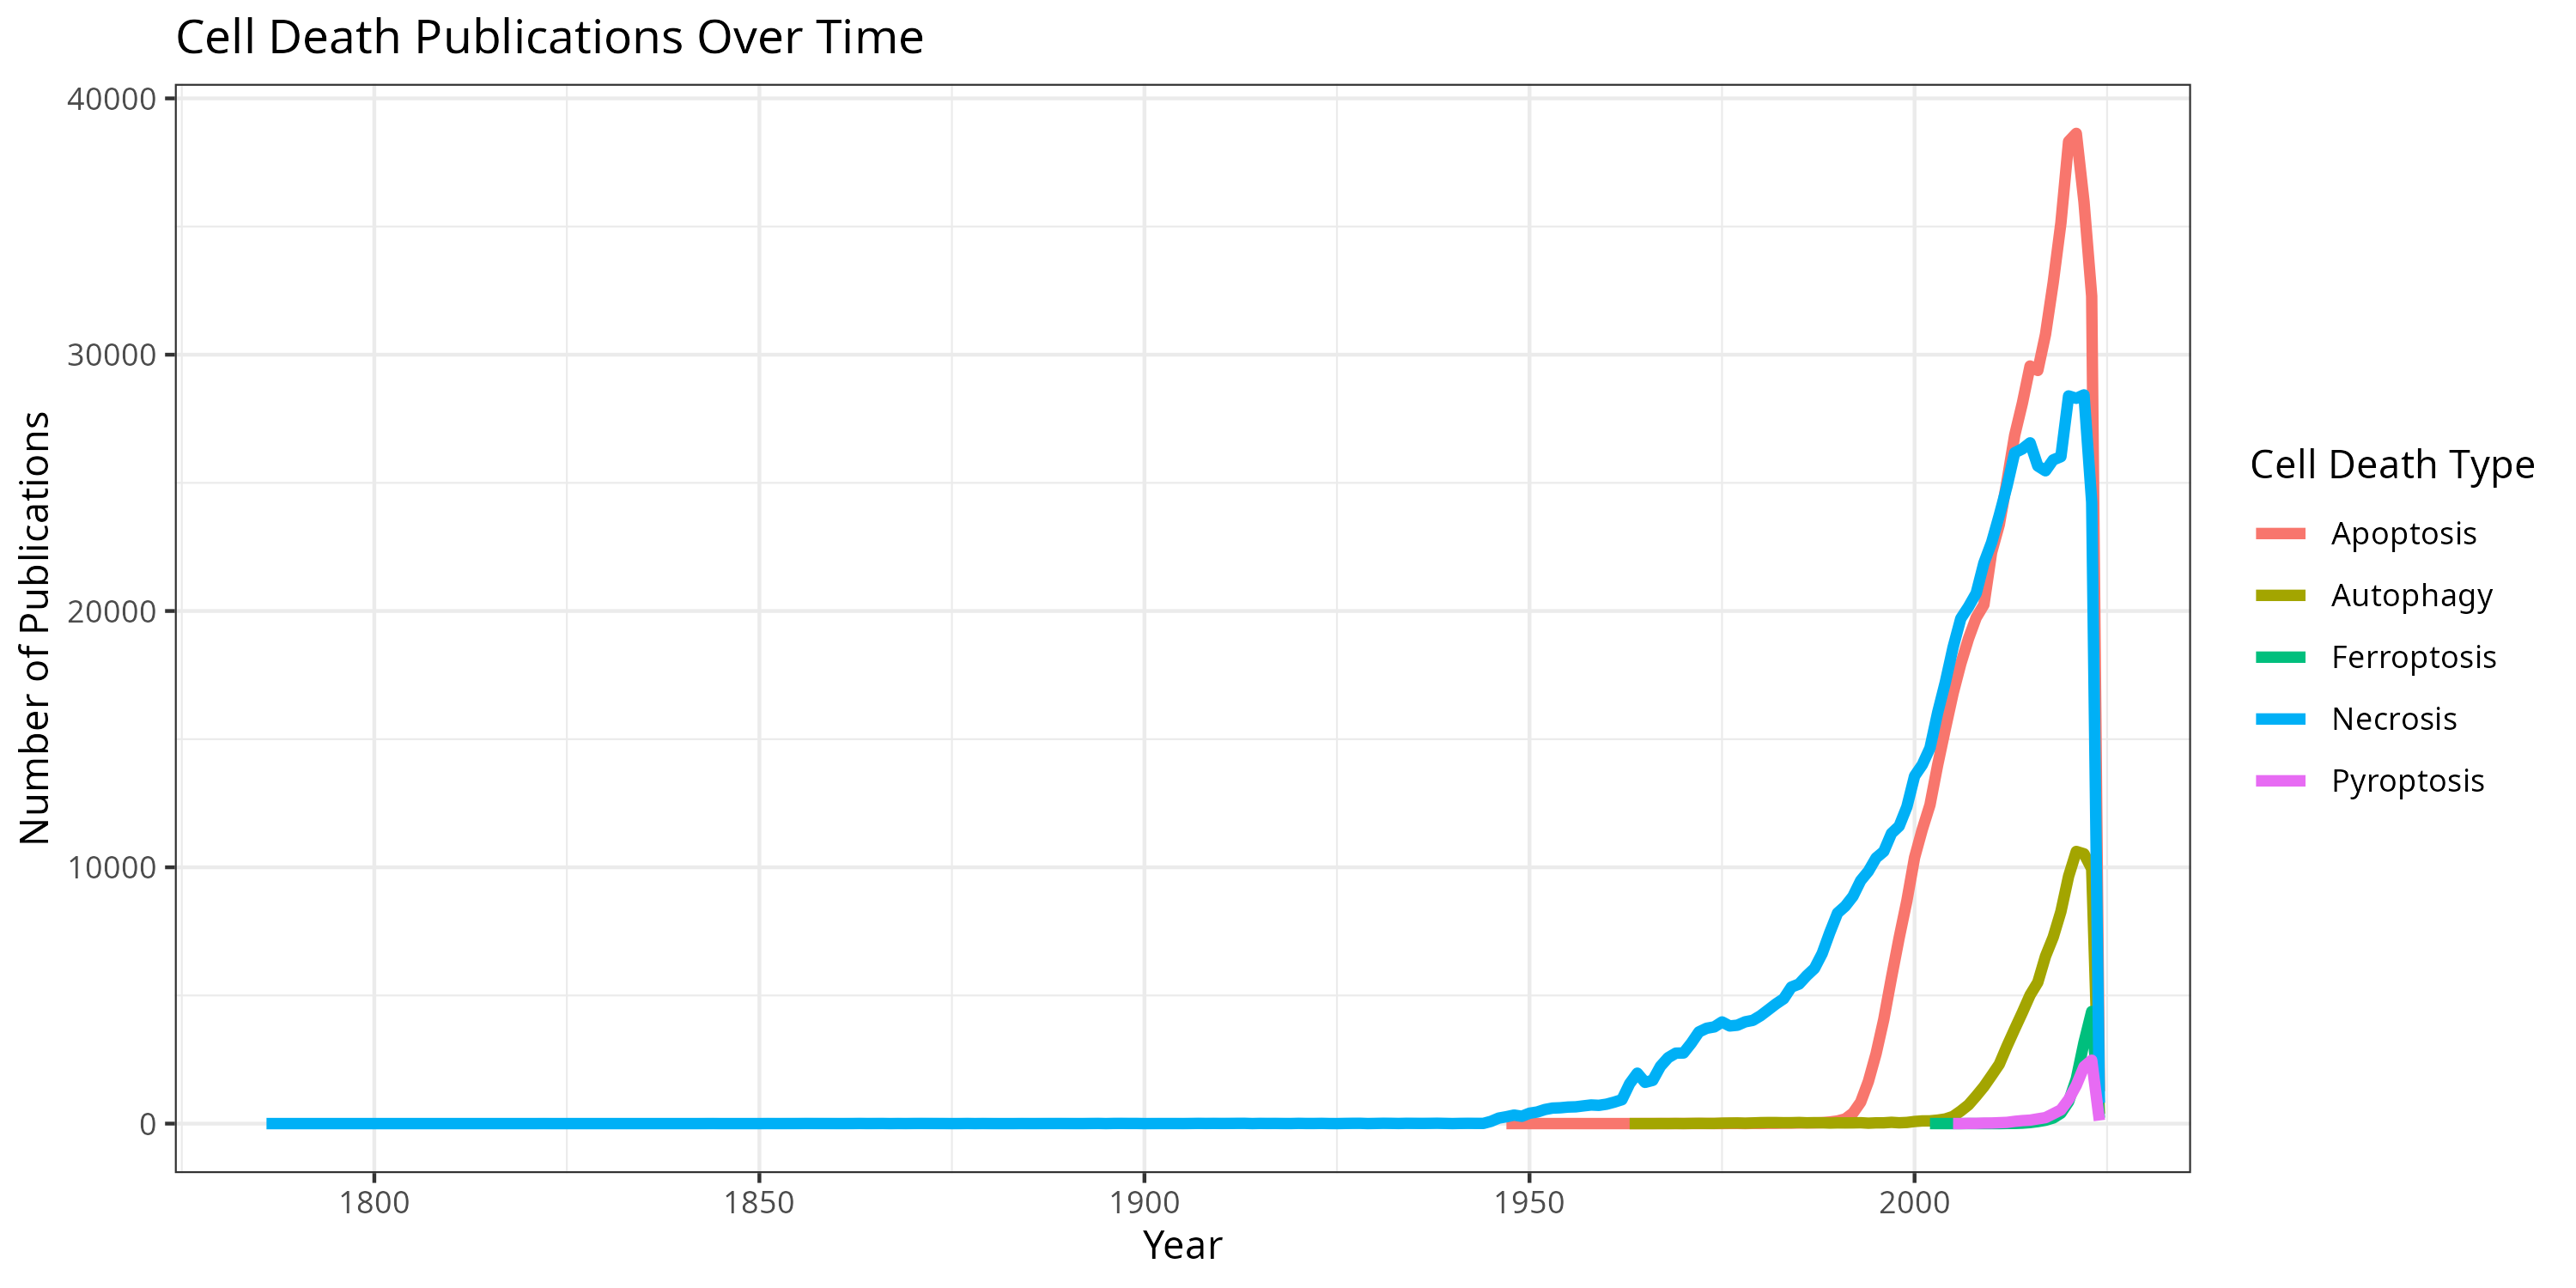 Cell Death Publications Over Time
Number of Publications
40000
30000
20000
10000
0
1800
1850
1900
1950
2000
Year
Cell Death Type
Apoptosis
Autophagy
Ferroptosis
Necrosis
Pyroptosis